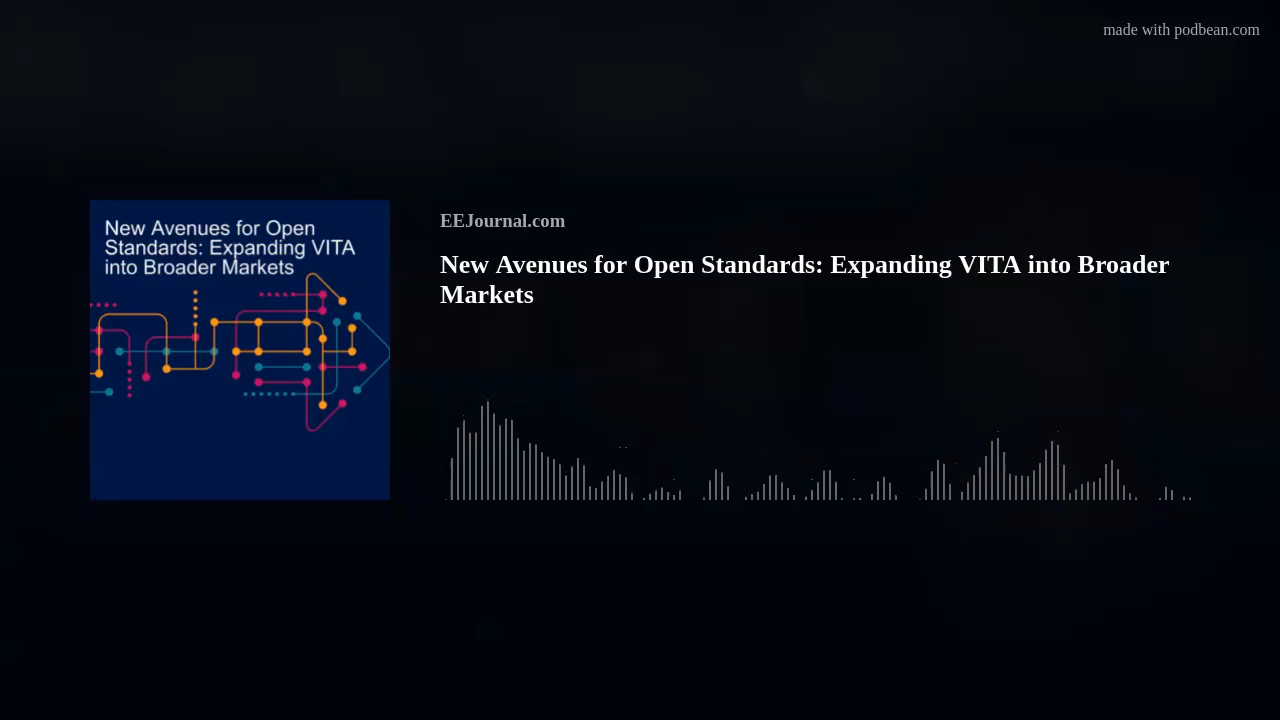 made with podbean.com
New Avenues for Open
Standards: Expanding VITA
into Broader Markets
EEJournal.com
New Avenues for Open Standards: Expanding VITA into Broader
Markets